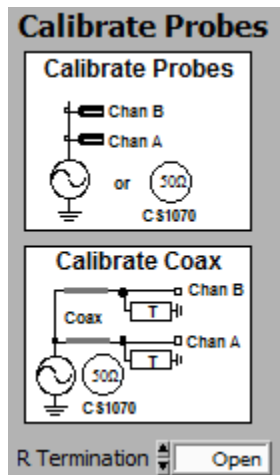 Calibrate Probes
Calibrate Probes
Chan B
Chan A
or
50Ω
CS1070
Calibrate Coax
Chan B
T
Coax
Chan A
T
50Ω
CS1070
R Termination
Open